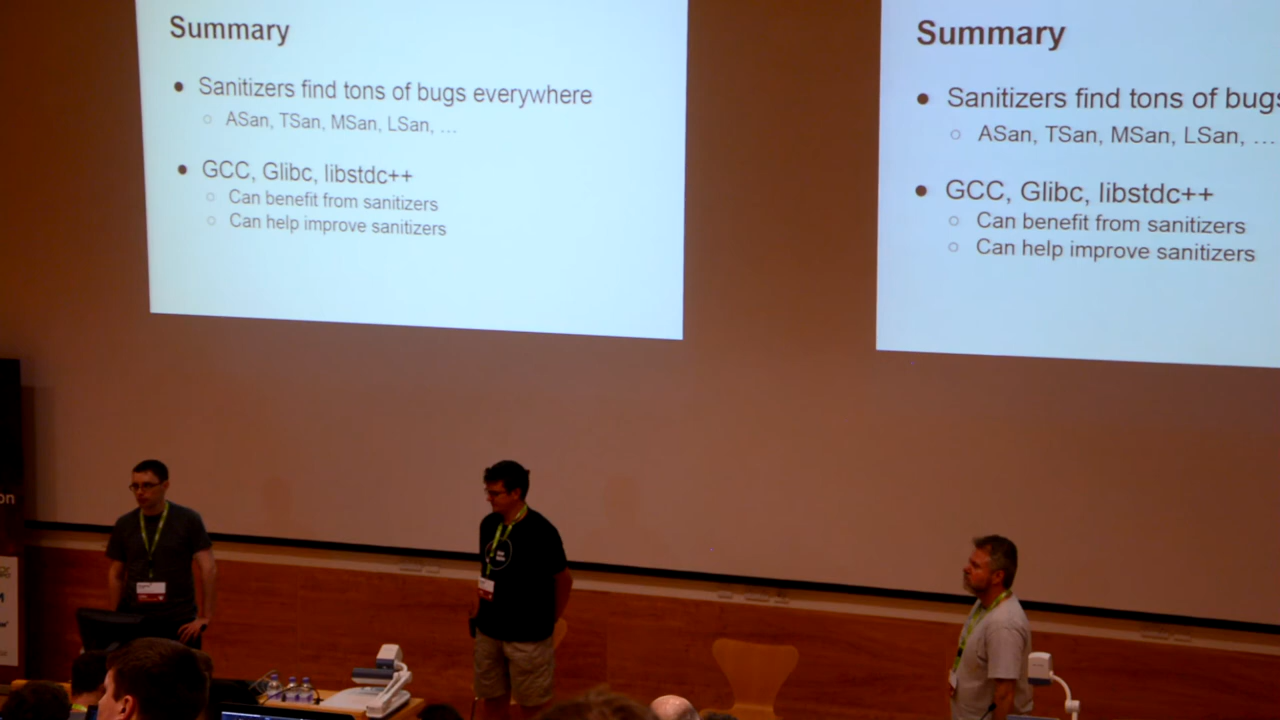 Summary
• Sanitizers find tons of bugs everywhere
○ ASan, TSan, MSan, LSan, …
• GCC, Glibc, libstdc++
○ Can benefit from sanitizers
○ Can help improve sanitizers
Summary
• Sanitizers find tons of bugs
○ ASan, TSan, MSan, LSan, …
• GCC, Glibc, libstdc++
○ Can benefit from sanitizers
○ Can help improve sanitizers
on